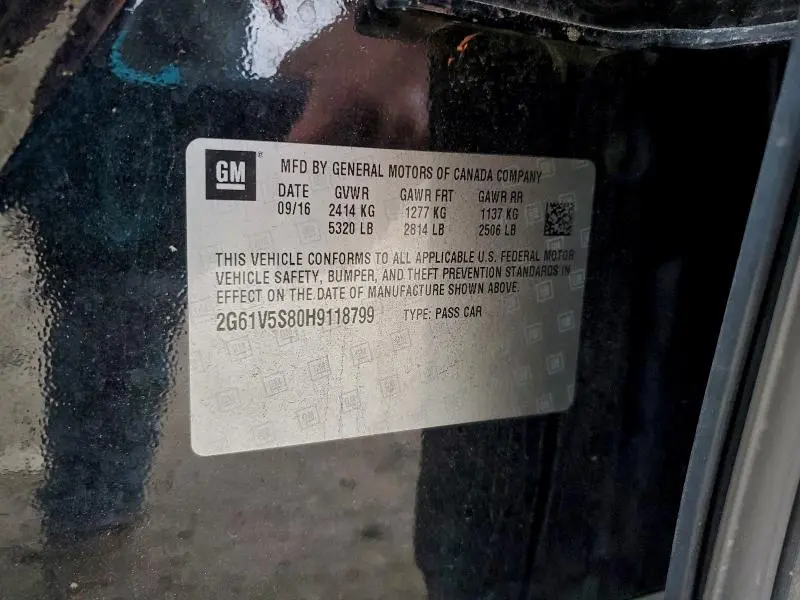 GM
MFD BY GENERAL MOTORS OF CANADA COMPANY
DATE GVWR GAWR FRT GAWR RR
09/16 2414 KG 1277 KG 1137 KG
5320 LB 2814 LB 2506 LB
THIS VEHICLE CONFORMS TO ALL APPLICABLE U.S. FEDERAL MOTOR
VEHICLE SAFETY, BUMPER, AND THEFT PREVENTION STANDARDS IN
EFFECT ON THE DATE OF MANUFACTURE SHOWN ABOVE.
2G61V5S80H9118799 TYPE: PASS CAR